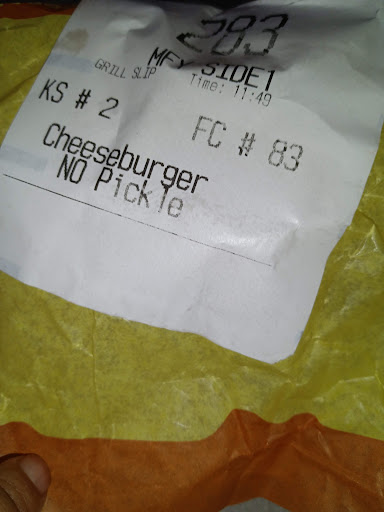 283
MFY SIDE1
GRILL SLIP
Time: 11:49
KS # 2
FC # 83
Cheeseburger
NO Pickle